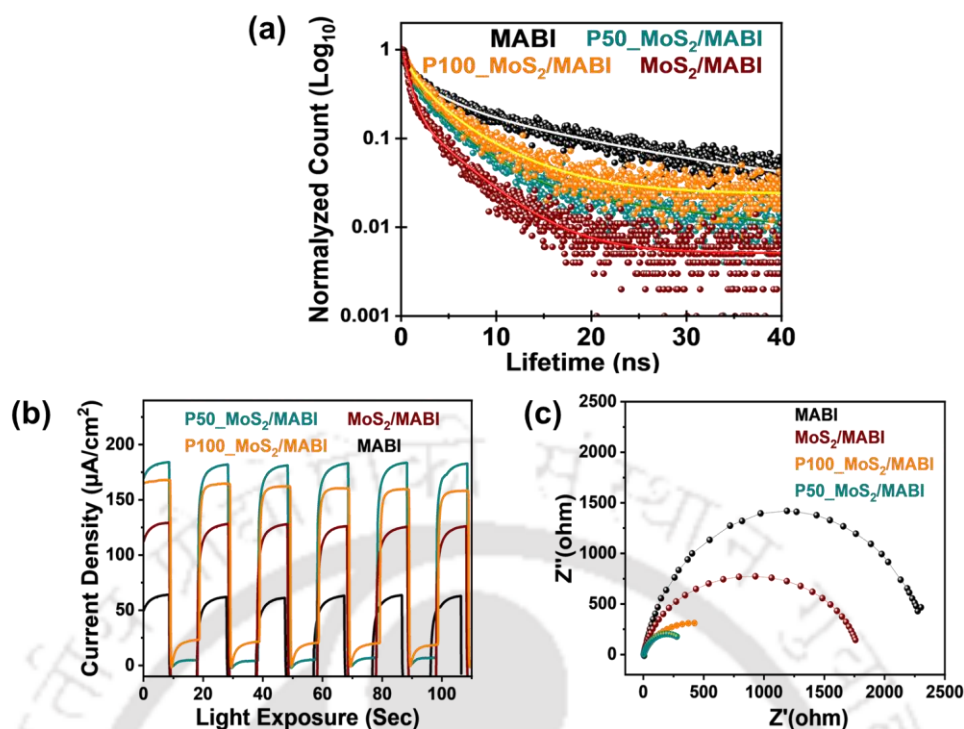 (a)
MABI P50_MoS₂/MABI
P100_MoS₂/MABI MoS₂/MABI
Normalized Count (Log₁₀)
1
0.1
0.01
0.001
0 10 20 30 40
Lifetime (ns)
(b)
P50_MoS₂/MABI MoS₂/MABI
P100_MoS₂/MABI MABI
Current Density (µA/cm²)
200
150
100
50
0
0 20 40 60 80 100
Light Exposure (Sec)
(c)
MABI
MoS₂/MABI
P100_MoS₂/MABI
P50_MoS₂/MABI
Z''(ohm)
2500
2000
1500
1000
500
0
0 500 1000 1500 2000 2500
Z'(ohm)